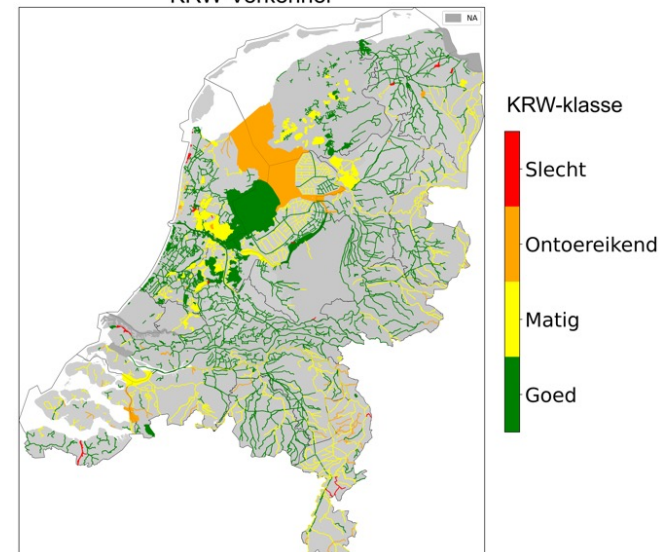 KRW-Verkenner
NA
KRW-klasse
Slecht
Ontoereikend
Matig
Goed